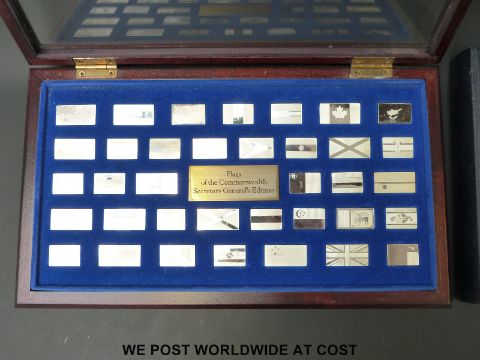 Flags
of the Commonwealth
Secretary General's Edition
WE POST WORLDWIDE AT COST